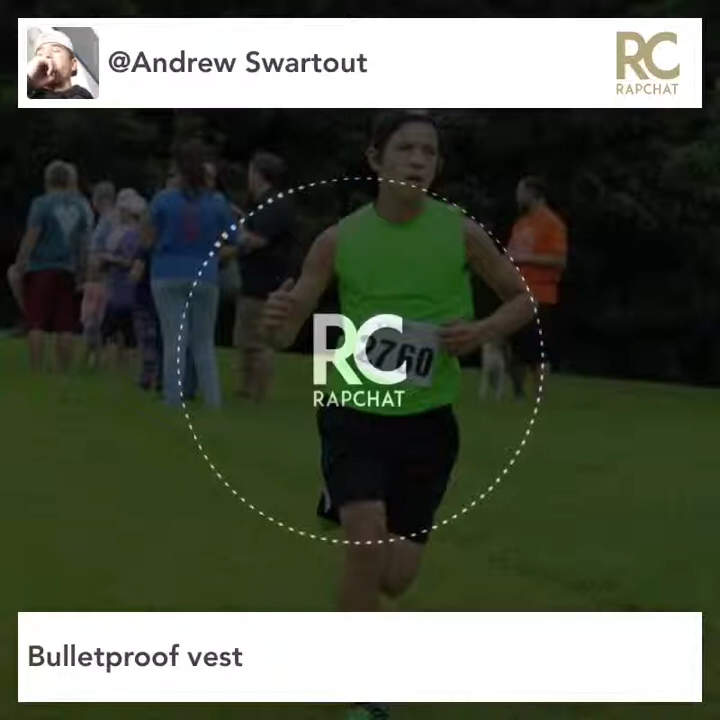 @Andrew Swartout
RC
RAPCHAT
2760
RC
RAPCHAT
Bulletproof vest